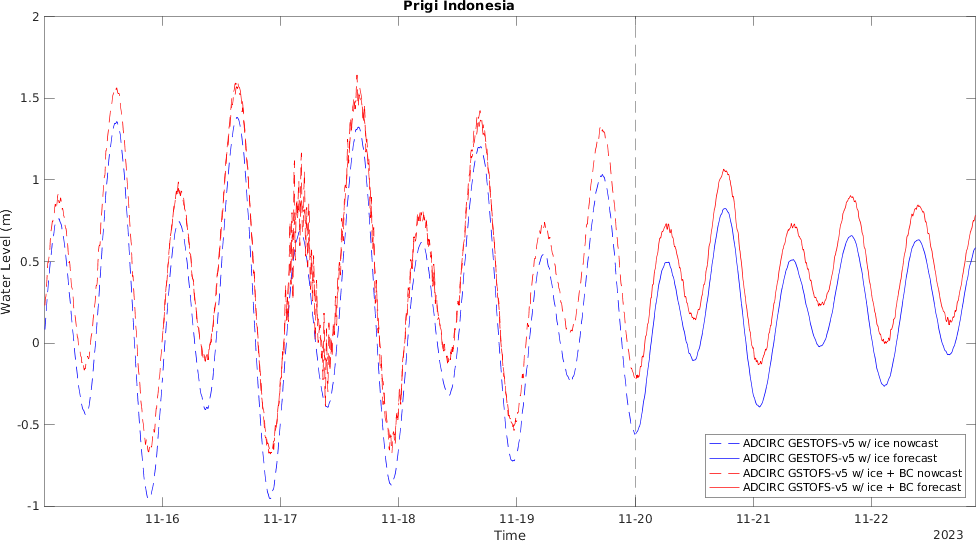 Prigi Indonesia
2
1.5
1
0.5
0
-0.5
-1
Water Level (m)
11-16
11-17
11-18
11-19
11-20
11-21
11-22
Time
2023
ADCIRC GESTOFS-v5 w/ ice nowcast
ADCIRC GESTOFS-v5 w/ ice forecast
ADCIRC GSTOFS-v5 w/ ice + BC nowcast
ADCIRC GSTOFS-v5 w/ ice + BC forecast